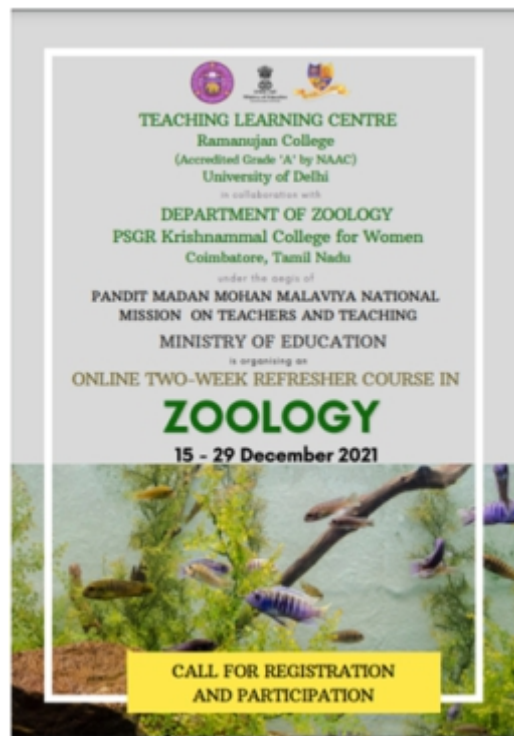 TEACHING LEARNING CENTRE
Ramanujan College
(Accredited Grade 'A' by NAAC)
University of Delhi
in collaboration with
DEPARTMENT OF ZOOLOGY
PSGR Krishnammal College for Women
Coimbatore, Tamil Nadu
under the aegis of
PANDIT MADAN MOHAN MALAVIYA NATIONAL
MISSION ON TEACHERS AND TEACHING
MINISTRY OF EDUCATION
is organising an
ONLINE TWO-WEEK REFRESHER COURSE IN
ZOOLOGY
15 - 29 December 2021
CALL FOR REGISTRATION
AND PARTICIPATION